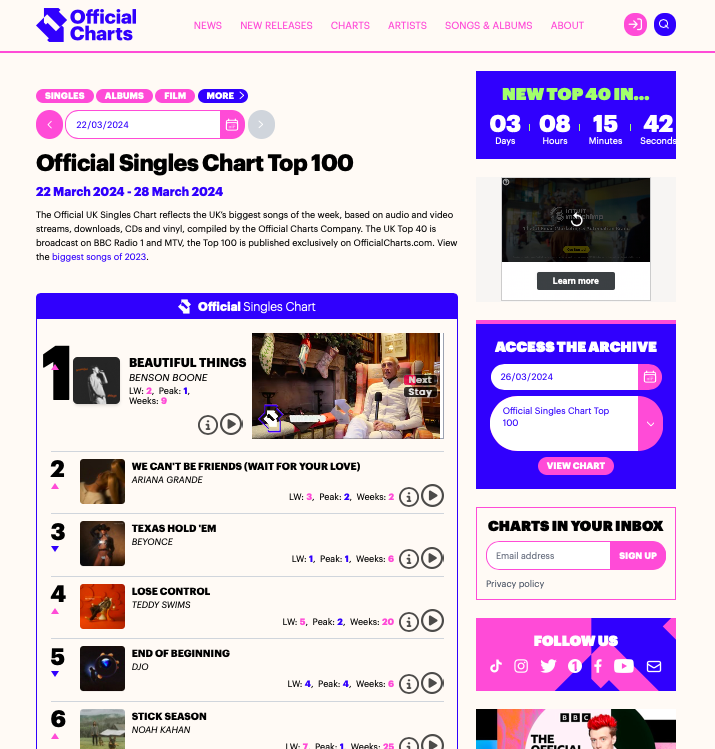 Official
Charts
NEWS NEW RELEASES CHARTS ARTISTS SONGS & ALBUMS ABOUT
SINGLES ALBUMS FILM MORE
22/03/2024
Official Singles Chart Top 100
22 March 2024 - 28 March 2024
The Official UK Singles Chart reflects the UK's biggest songs of the week, based on audio and video
streams, downloads, CDs and vinyl, compiled by the Official Charts Company. The UK Top 40 is
broadcast on BBC Radio 1 and MTV, the Top 100 is published exclusively on OfficialCharts.com. View
the biggest songs of 2023.
Official Singles Chart
1
BEAUTIFUL THINGS
BENSON BOONE
LW: 2, Peak: 1,
Weeks: 9
Next
Stay
2
WE CAN'T BE FRIENDS (WAIT FOR YOUR LOVE)
ARIANA GRANDE
LW: 3, Peak: 2, Weeks: 2
3
TEXAS HOLD 'EM
BEYONCE
LW: 1, Peak: 1, Weeks: 6
4
LOSE CONTROL
TEDDY SWIMS
LW: 5, Peak: 2, Weeks: 20
5
END OF BEGINNING
DJO
LW: 4, Peak: 4, Weeks: 6
6
STICK SEASON
NOAH KAHAN
LW: 7, Peak: 1, Weeks: 25
NEW TOP 40 IN...
03 08 15 42
Days Hours Minutes Seconds
Learn more
ACCESS THE ARCHIVE
26/03/2024
Official Singles Chart Top
100
VIEW CHART
CHARTS IN YOUR INBOX
Email address SIGN UP
Privacy policy
FOLLOW US
BBC
THE